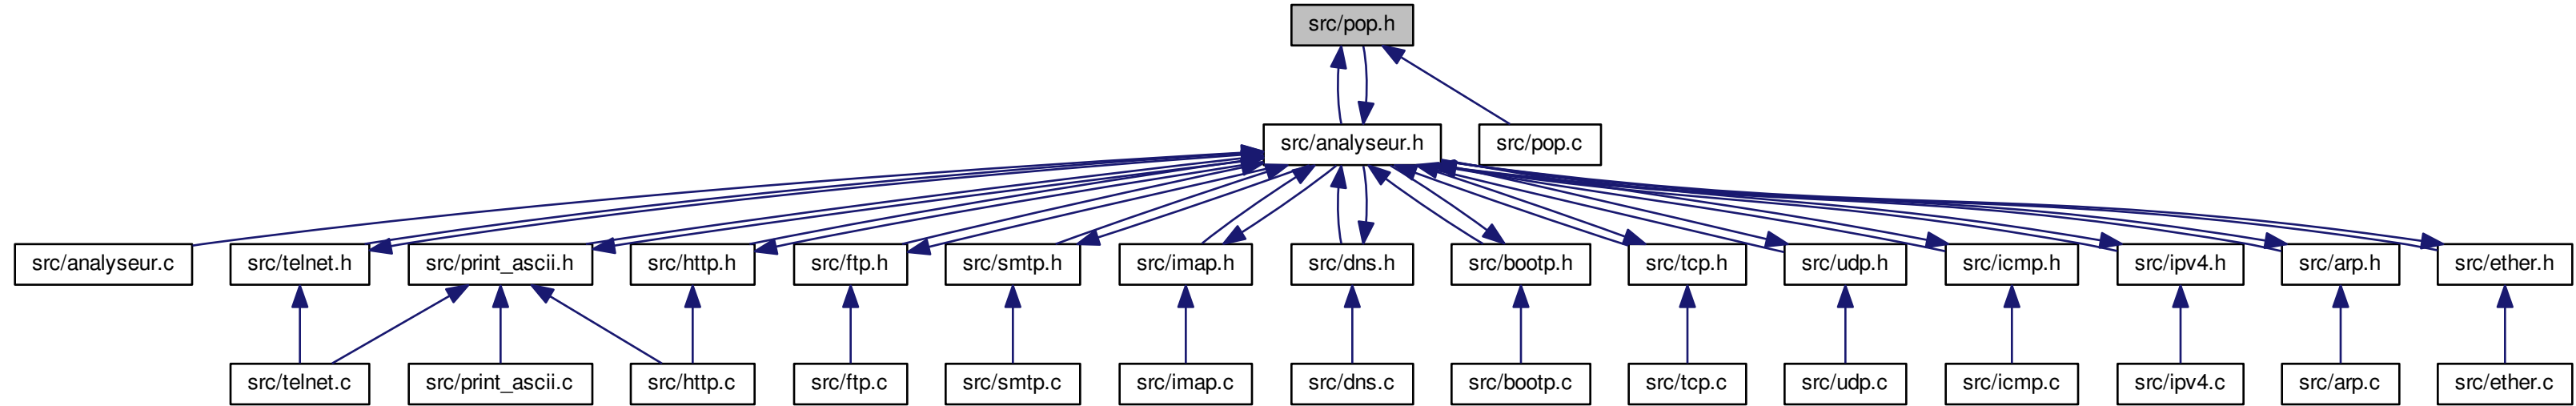 src/pop.h
src/analyseur.h
src/pop.c
src/analyseur.c
src/telnet.h
src/print_ascii.h
src/http.h
src/ftp.h
src/smtp.h
src/imap.h
src/dns.h
src/bootp.h
src/tcp.h
src/udp.h
src/icmp.h
src/ipv4.h
src/arp.h
src/ether.h
src/telnet.c
src/print_ascii.c
src/http.c
src/ftp.c
src/smtp.c
src/imap.c
src/dns.c
src/bootp.c
src/tcp.c
src/udp.c
src/icmp.c
src/ipv4.c
src/arp.c
src/ether.c